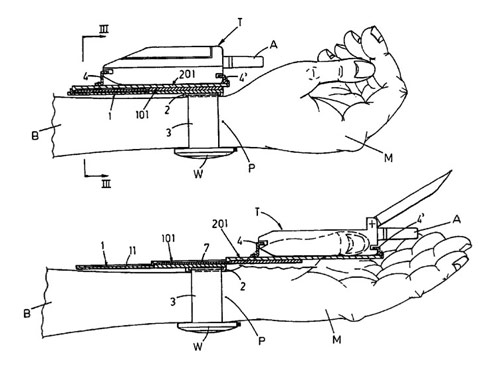 III T
A
4 201 4'
B 1 101 2
3 P
M
III W
T 4' A
201
1 11 101 7 4
B 2
3
W P M